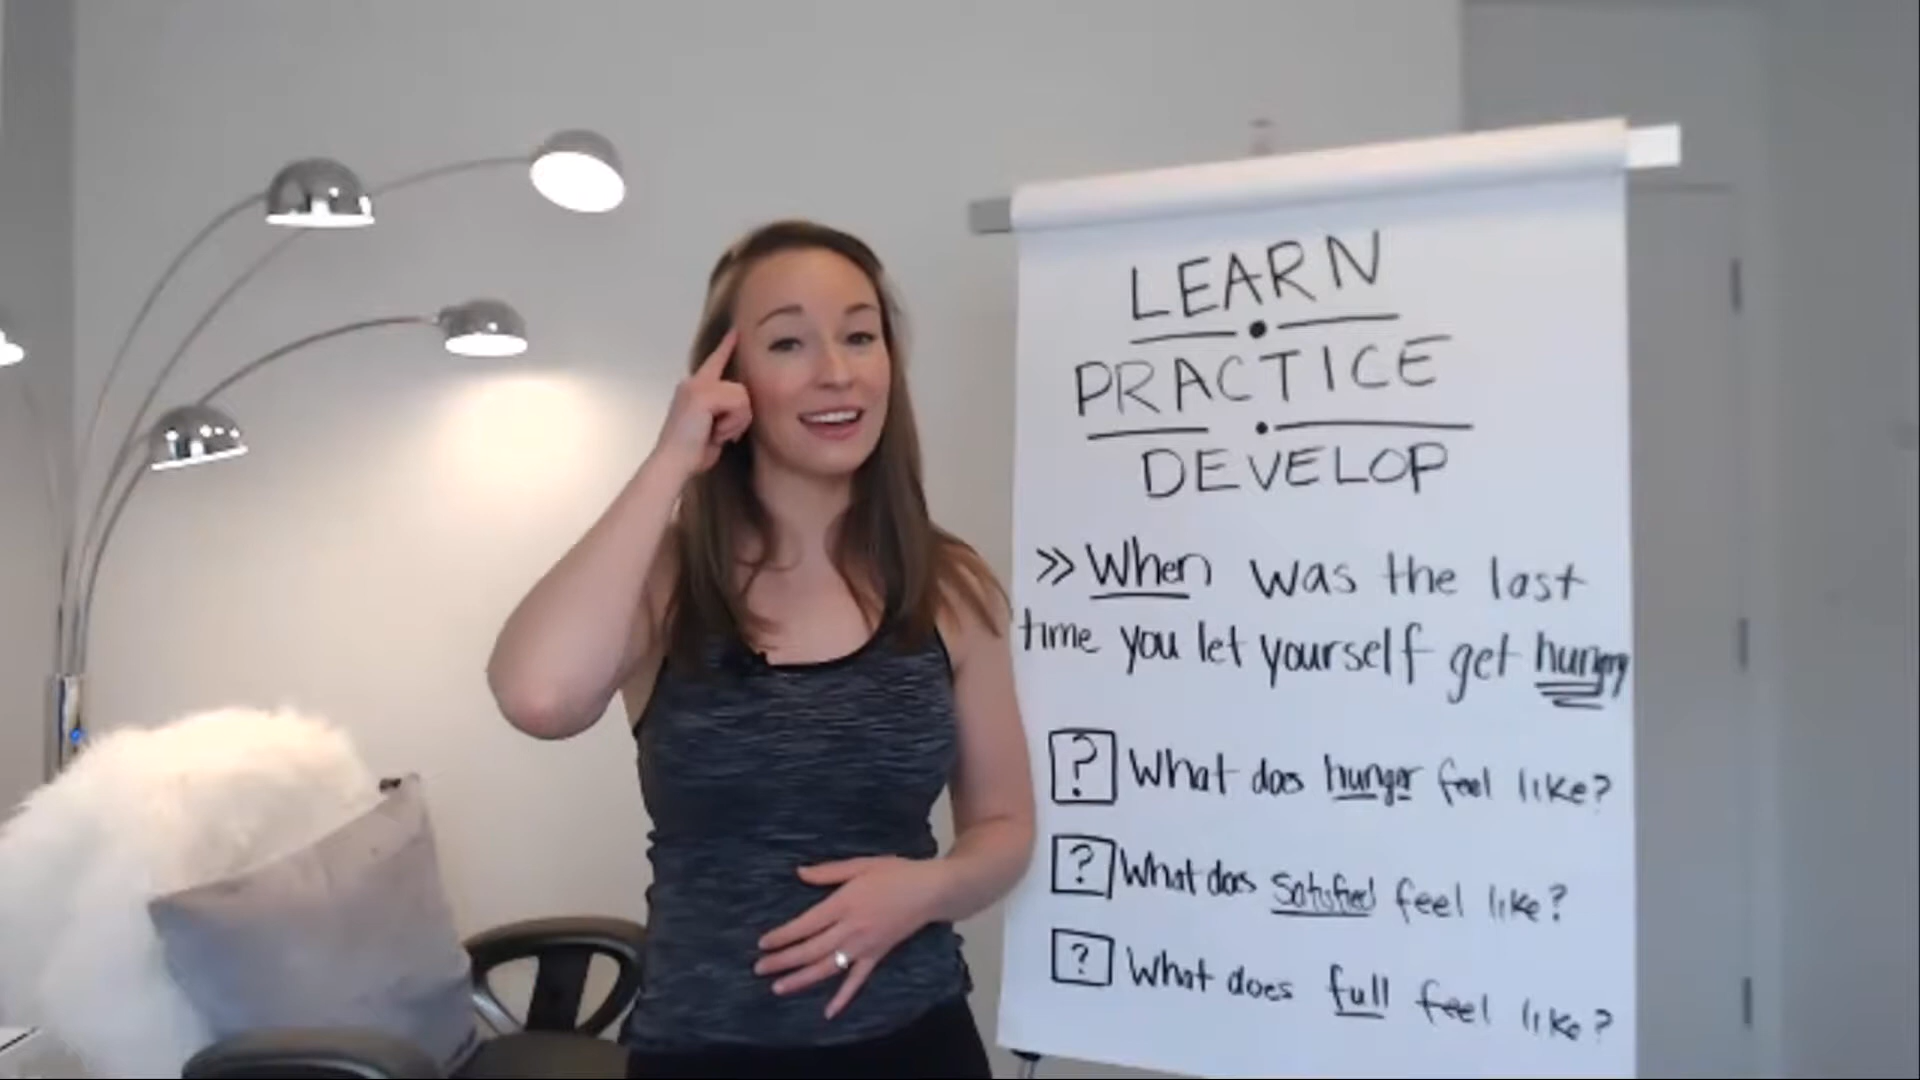 LEARN
PRACTICE
DEVELOP
>> When was the last
time you let yourself get hungry
? What does hunger feel like?
? What does satisfied feel like?
? What does full feel like?